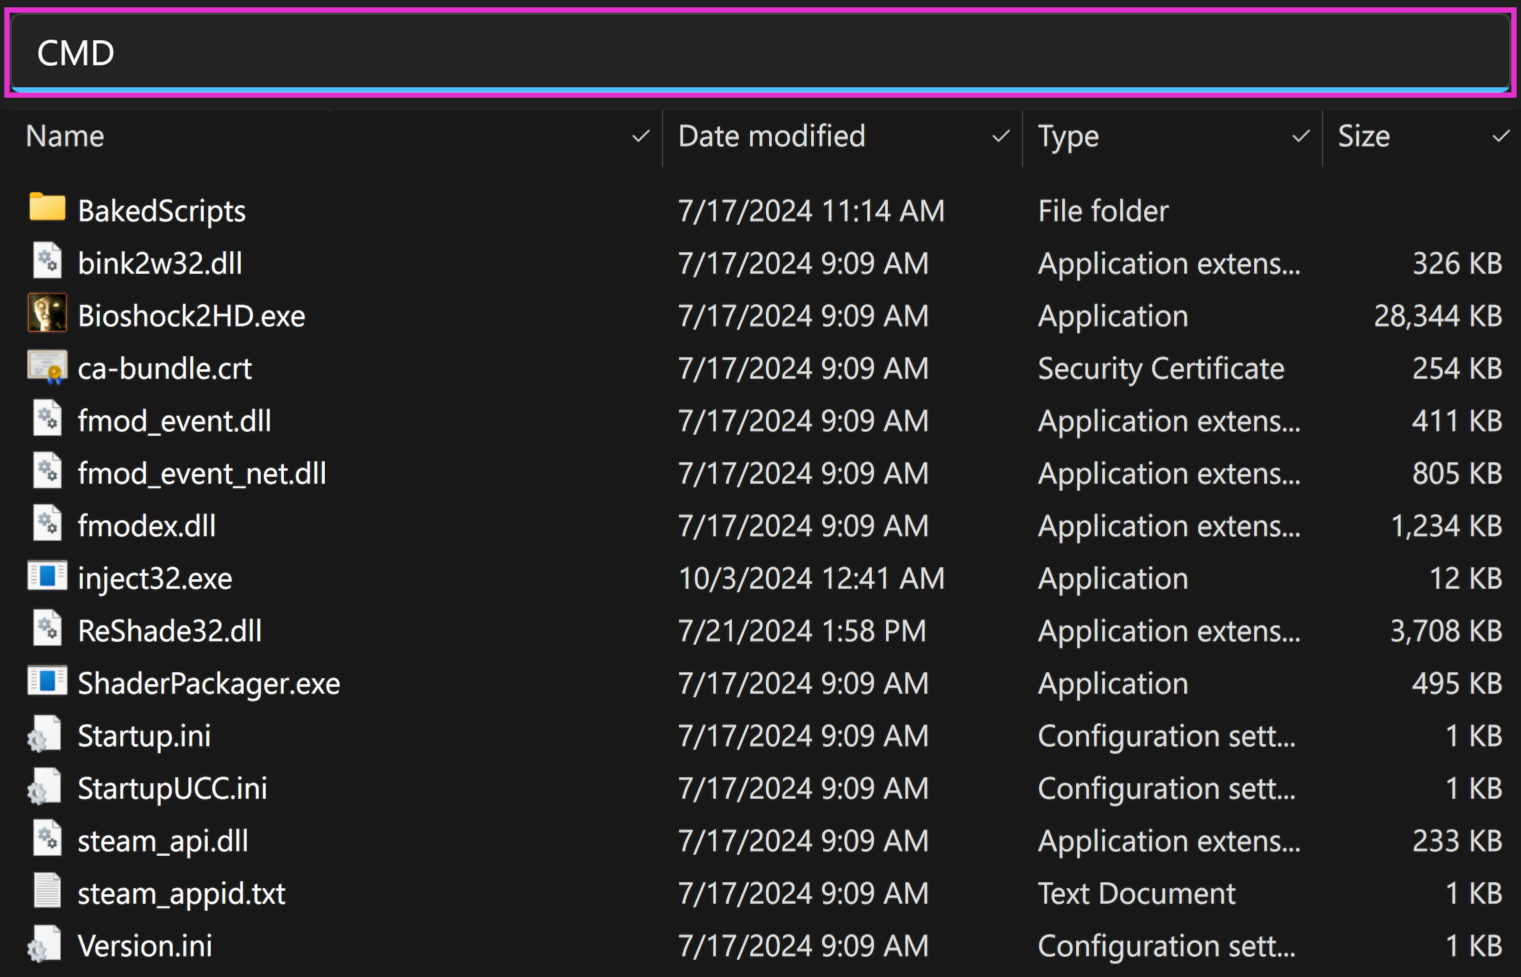 CMD
Name Date modified Type Size
BakedScripts 7/17/2024 11:14 AM File folder
bink2w32.dll 7/17/2024 9:09 AM Application extens... 326 KB
Bioshock2HD.exe 7/17/2024 9:09 AM Application 28,344 KB
ca-bundle.crt 7/17/2024 9:09 AM Security Certificate 254 KB
fmod_event.dll 7/17/2024 9:09 AM Application extens... 411 KB
fmod_event_net.dll 7/17/2024 9:09 AM Application extens... 805 KB
fmodex.dll 7/17/2024 9:09 AM Application extens... 1,234 KB
inject32.exe 10/3/2024 12:41 AM Application 12 KB
ReShade32.dll 7/21/2024 1:58 PM Application extens... 3,708 KB
ShaderPackager.exe 7/17/2024 9:09 AM Application 495 KB
Startup.ini 7/17/2024 9:09 AM Configuration sett... 1 KB
StartupUCC.ini 7/17/2024 9:09 AM Configuration sett... 1 KB
steam_api.dll 7/17/2024 9:09 AM Application extens... 233 KB
steam_appid.txt 7/17/2024 9:09 AM Text Document 1 KB
Version.ini 7/17/2024 9:09 AM Configuration sett... 1 KB